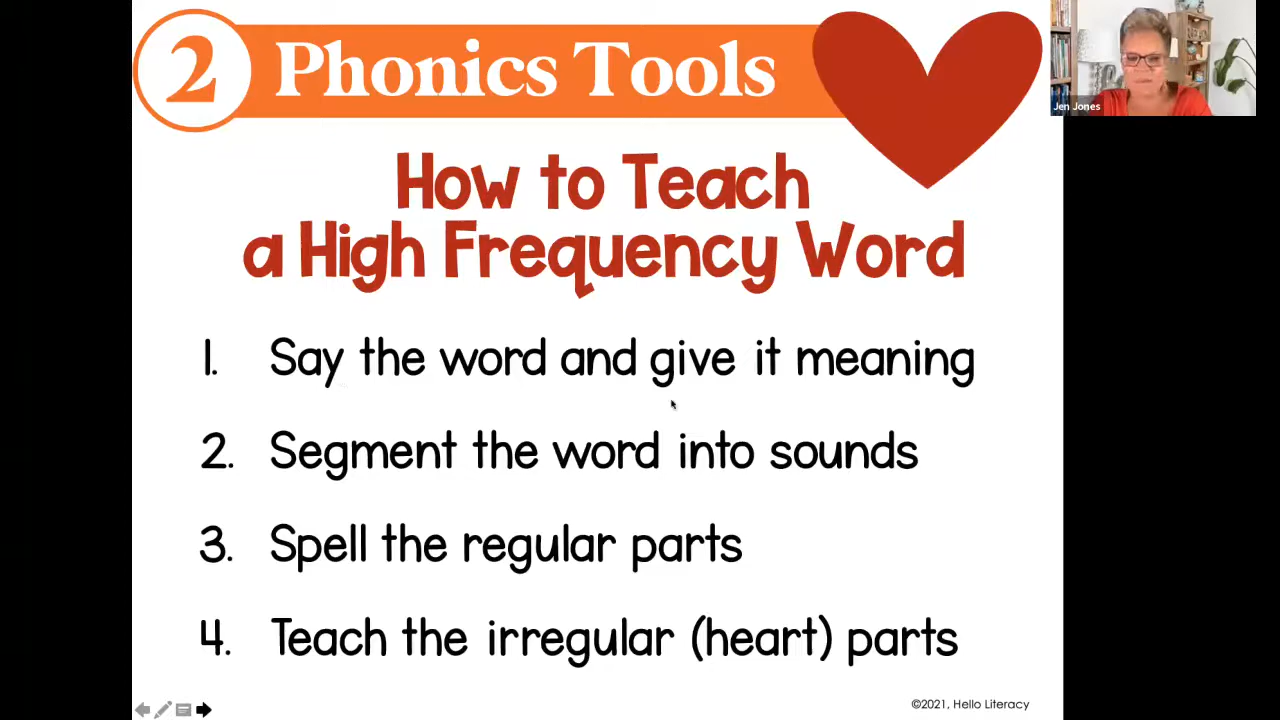 2 Phonics Tools
Jen Jones
How to Teach
a High Frequency Word
1. Say the word and give it meaning
2. Segment the word into sounds
3. Spell the regular parts
4. Teach the irregular (heart) parts
©2021, Hello Literacy